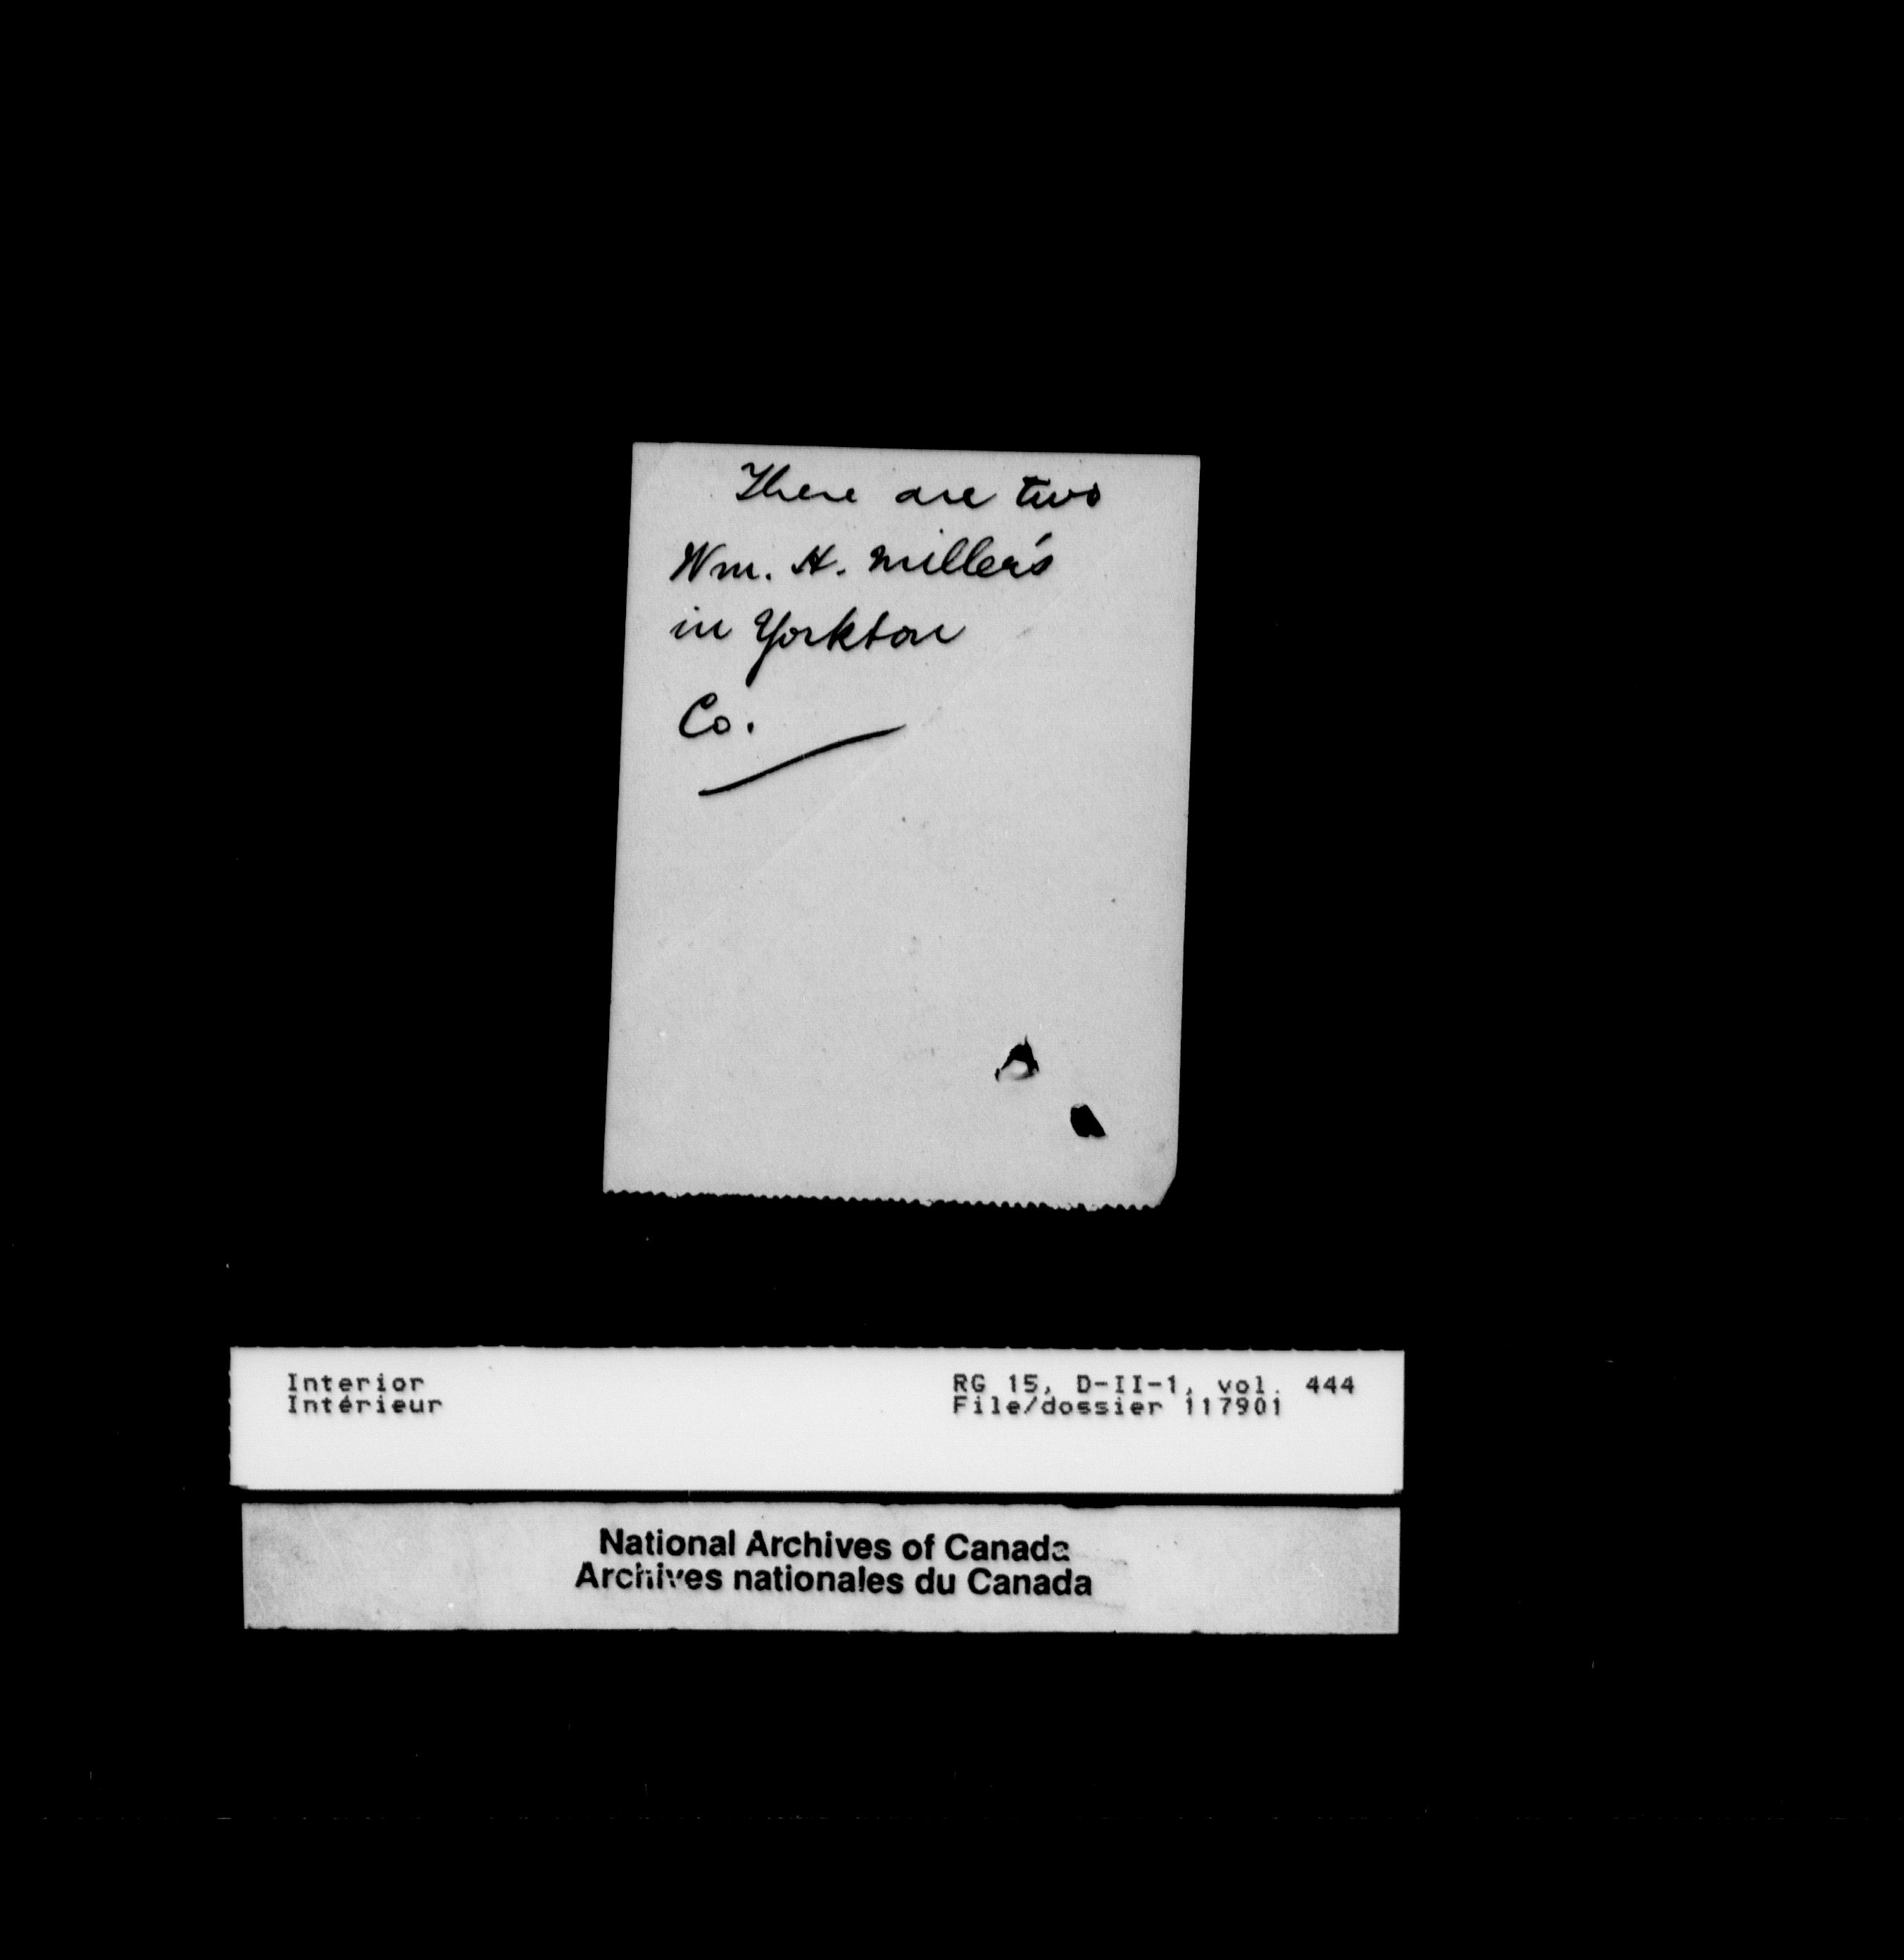 There are two
Wm. H. Miller's
in Yorkton
Co.
Interior
Intérieur
RG 15, D-II-1, vol. 444
File/dossier 117901
National Archives of Canada
Archives nationales du Canada